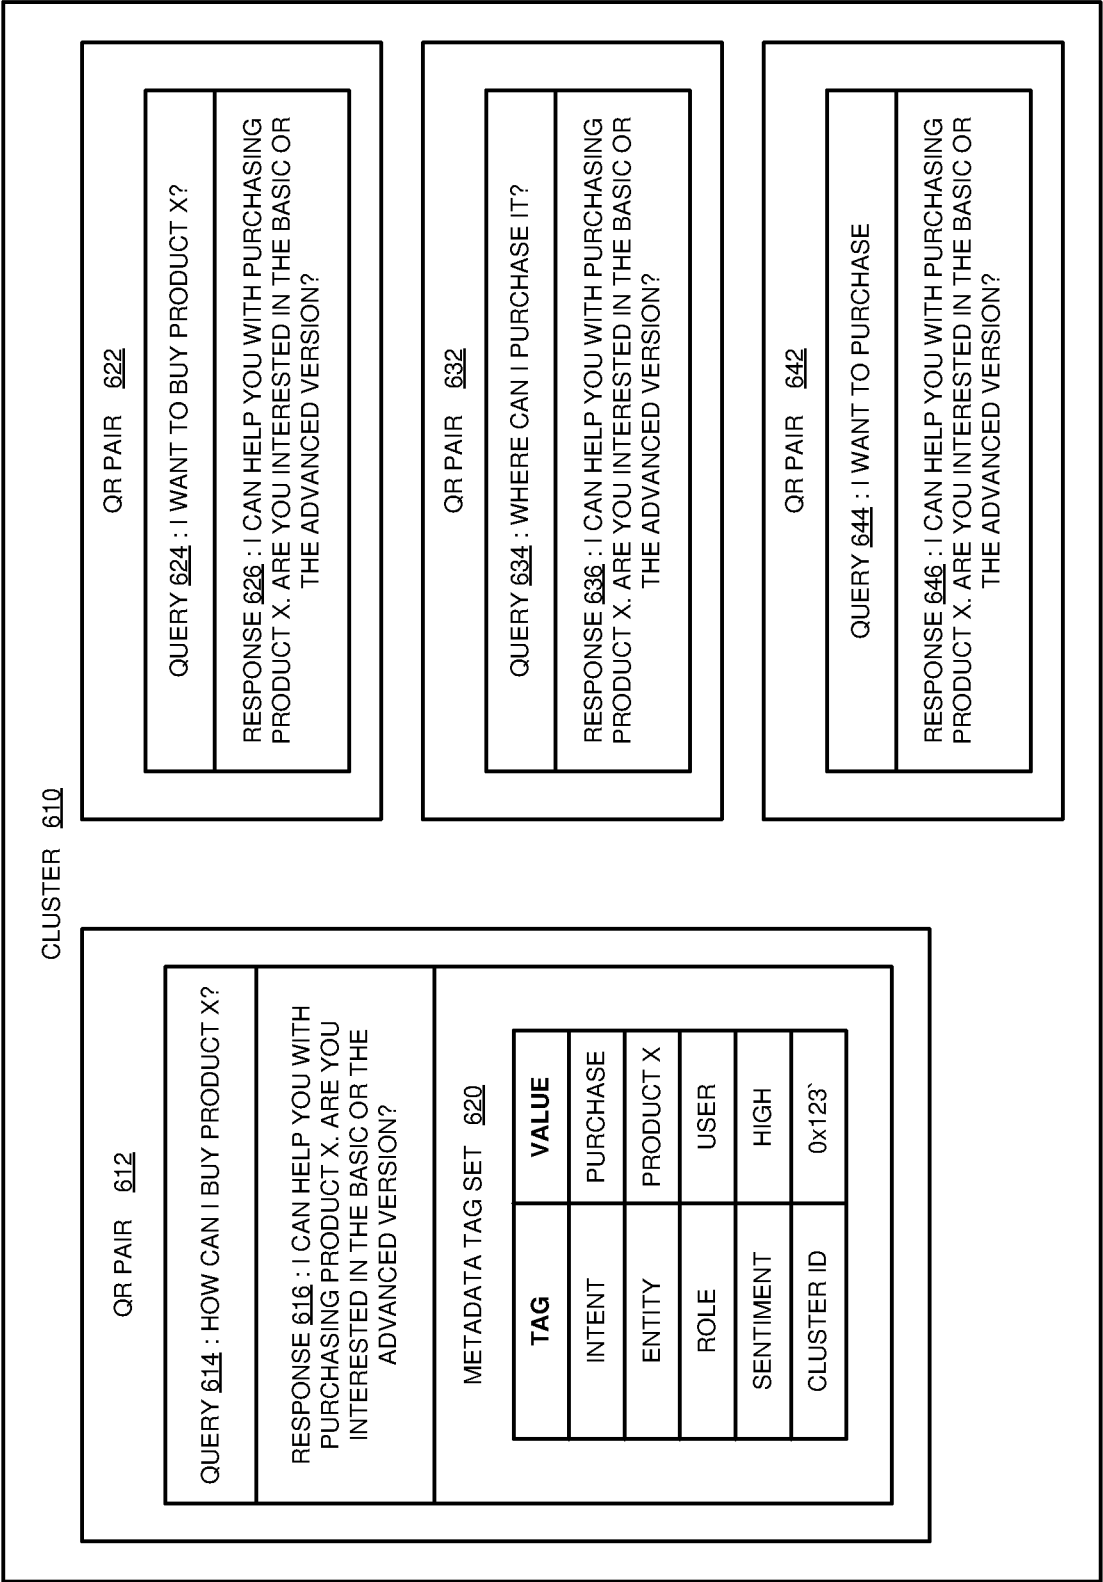 CLUSTER 610
QR PAIR 612
QUERY 614 : HOW CAN I BUY PRODUCT X?
RESPONSE 616 : I CAN HELP YOU WITH
PURCHASING PRODUCT X. ARE YOU
INTERESTED IN THE BASIC OR THE
ADVANCED VERSION?
METADATA TAG SET 620
TAG VALUE
INTENT PURCHASE
ENTITY PRODUCT X
ROLE USER
SENTIMENT HIGH
CLUSTER ID 0x123`
QR PAIR 622
QUERY 624 : I WANT TO BUY PRODUCT X?
RESPONSE 626 : I CAN HELP YOU WITH PURCHASING
PRODUCT X. ARE YOU INTERESTED IN THE BASIC OR
THE ADVANCED VERSION?
QR PAIR 632
QUERY 634 : WHERE CAN I PURCHASE IT?
RESPONSE 636 : I CAN HELP YOU WITH PURCHASING
PRODUCT X. ARE YOU INTERESTED IN THE BASIC OR
THE ADVANCED VERSION?
QR PAIR 642
QUERY 644 : I WANT TO PURCHASE
RESPONSE 646 : I CAN HELP YOU WITH PURCHASING
PRODUCT X. ARE YOU INTERESTED IN THE BASIC OR
THE ADVANCED VERSION?